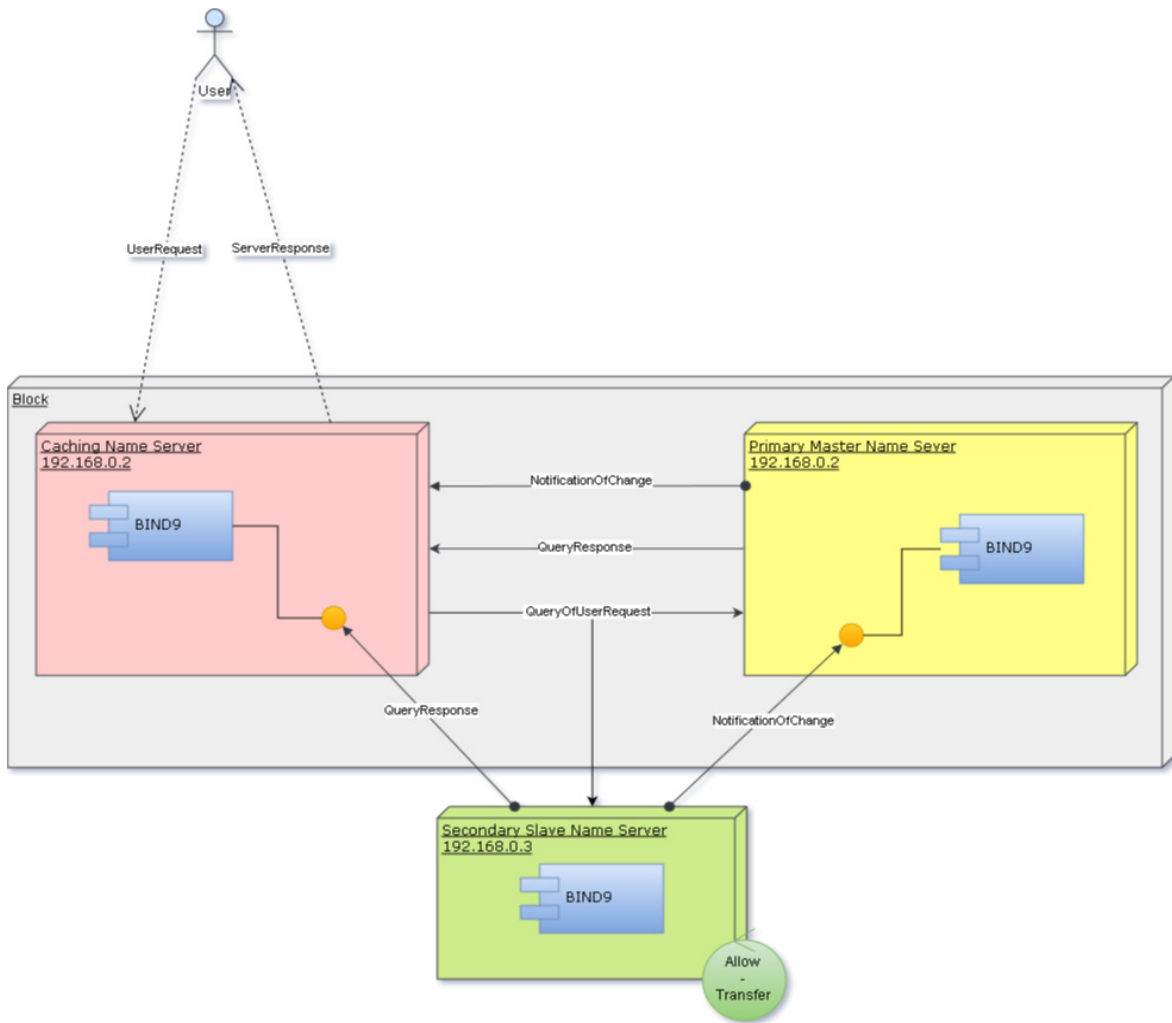 User
UserRequest
ServerResponse
Block
Caching Name Server
192.168.0.2
BIND9
Primary Master Name Sever
192.168.0.2
BIND9
NotificationOfChange
QueryResponse
QueryOfUserRequest
QueryResponse
NotificationOfChange
Secondary Slave Name Server
192.168.0.3
BIND9
Allow
-
Transfer